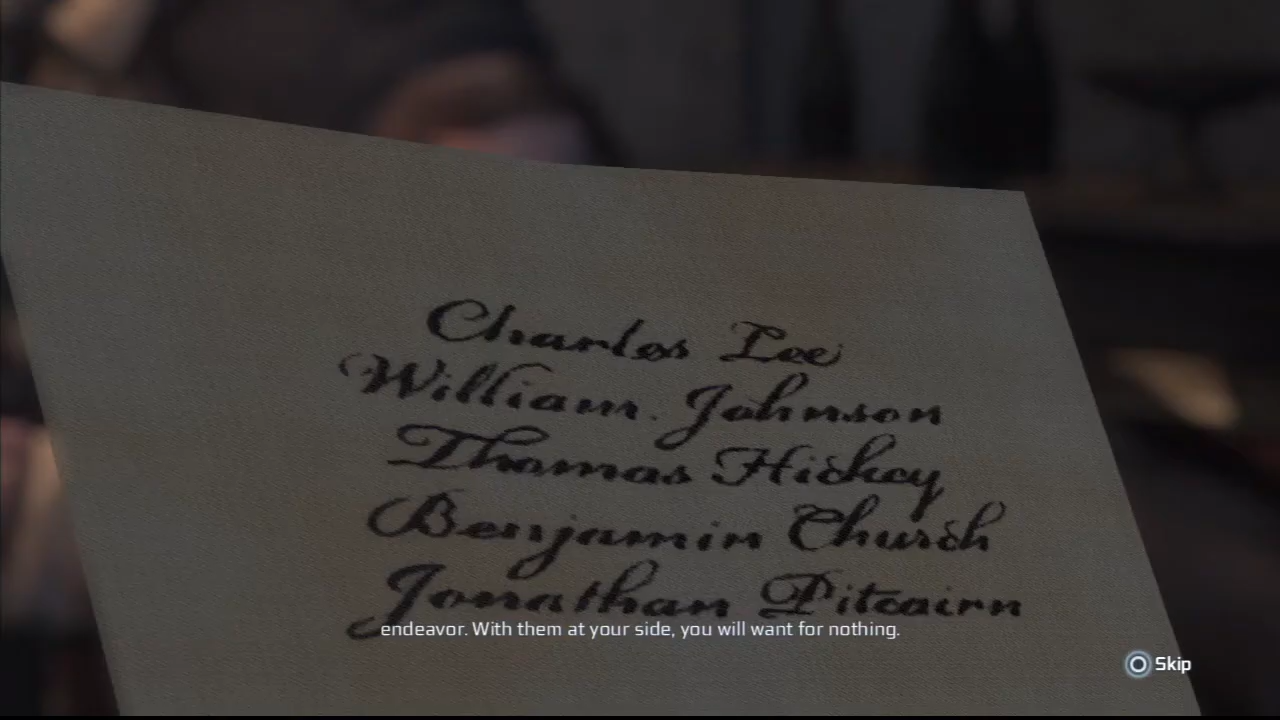 Charles Lee
William Johnson
Thomas Hickey
Benjamin Church
Jonathan Pitcairn
endeavor. With them at your side, you will want for nothing.
Skip